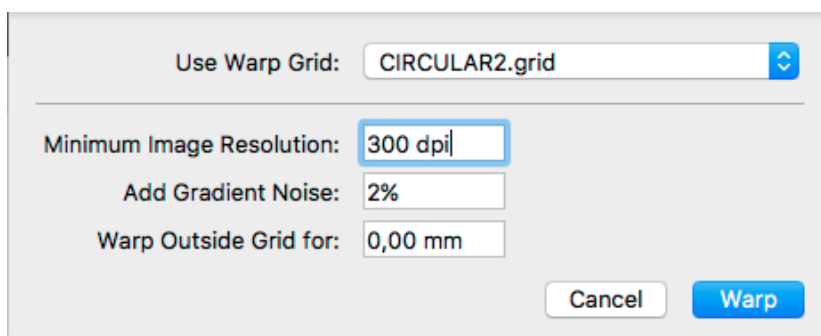 Use Warp Grid: CIRCULAR2.grid
Minimum Image Resolution: 300 dpi
Add Gradient Noise: 2%
Warp Outside Grid for: 0,00 mm
Cancel Warp